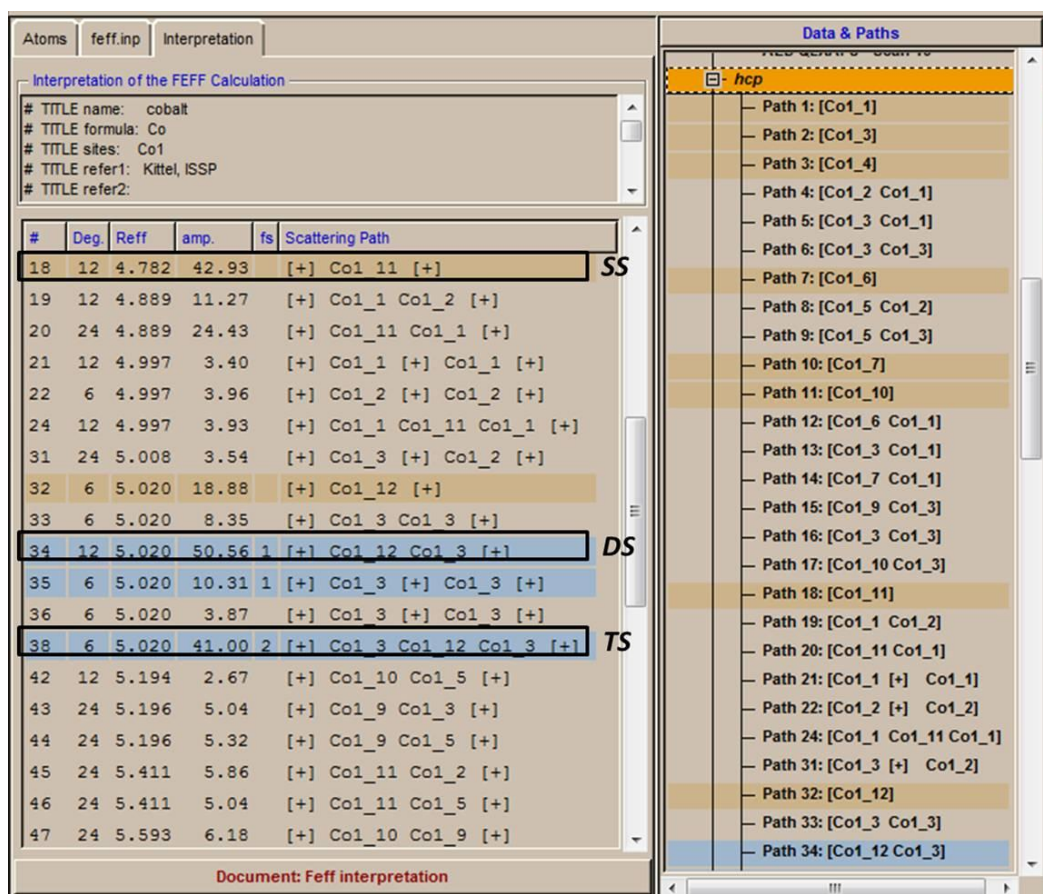 Atoms feff.inp Interpretation
Interpretation of the FEFF Calculation
# TITLE name: cobalt
# TITLE formula: Co
# TITLE sites: Co1
# TITLE refer1: Kittel, ISSP
# TITLE refer2:
# Deg. Reff amp. fs Scattering Path
18 12 4.782 42.93 [+] Co1_11 [+] SS
19 12 4.889 11.27 [+] Co1_1 Co1_2 [+]
20 24 4.889 24.43 [+] Co1_11 Co1_1 [+]
21 12 4.997 3.40 [+] Co1_1 [+] Co1_1 [+]
22 6 4.997 3.96 [+] Co1_2 [+] Co1_2 [+]
24 12 4.997 3.93 [+] Co1_1 Co1_11 Co1_1 [+]
31 24 5.008 3.54 [+] Co1_3 [+] Co1_2 [+]
32 6 5.020 18.88 [+] Co1_12 [+]
33 6 5.020 8.35 [+] Co1_3 Co1_3 [+]
34 12 5.020 50.56 1 [+] Co1_12 Co1_3 [+] DS
35 6 5.020 10.31 1 [+] Co1_3 [+] Co1_3 [+]
36 6 5.020 3.87 [+] Co1_3 [+] Co1_3 [+]
38 6 5.020 41.00 2 [+] Co1_3 Co1_12 Co1_3 [+] TS
42 12 5.194 2.67 [+] Co1_10 Co1_5 [+]
43 24 5.196 5.04 [+] Co1_9 Co1_3 [+]
44 24 5.196 5.32 [+] Co1_9 Co1_5 [+]
45 24 5.411 5.86 [+] Co1_11 Co1_2 [+]
46 24 5.411 5.04 [+] Co1_11 Co1_5 [+]
47 24 5.593 6.18 [+] Co1_10 Co1_9 [+]
Document: Feff interpretation
Data & Paths
hcp
Path 1: [Co1_1]
Path 2: [Co1_3]
Path 3: [Co1_4]
Path 4: [Co1_2 Co1_1]
Path 5: [Co1_3 Co1_1]
Path 6: [Co1_3 Co1_3]
Path 7: [Co1_6]
Path 8: [Co1_5 Co1_2]
Path 9: [Co1_5 Co1_3]
Path 10: [Co1_7]
Path 11: [Co1_10]
Path 12: [Co1_6 Co1_1]
Path 13: [Co1_3 Co1_1]
Path 14: [Co1_7 Co1_1]
Path 15: [Co1_9 Co1_3]
Path 16: [Co1_3 Co1_3]
Path 17: [Co1_10 Co1_3]
Path 18: [Co1_11]
Path 19: [Co1_1 Co1_2]
Path 20: [Co1_11 Co1_1]
Path 21: [Co1_1 [+] Co1_1]
Path 22: [Co1_2 [+] Co1_2]
Path 24: [Co1_1 Co1_11 Co1_1]
Path 31: [Co1_3 [+] Co1_2]
Path 32: [Co1_12]
Path 33: [Co1_3 Co1_3]
Path 34: [Co1_12 Co1_3]